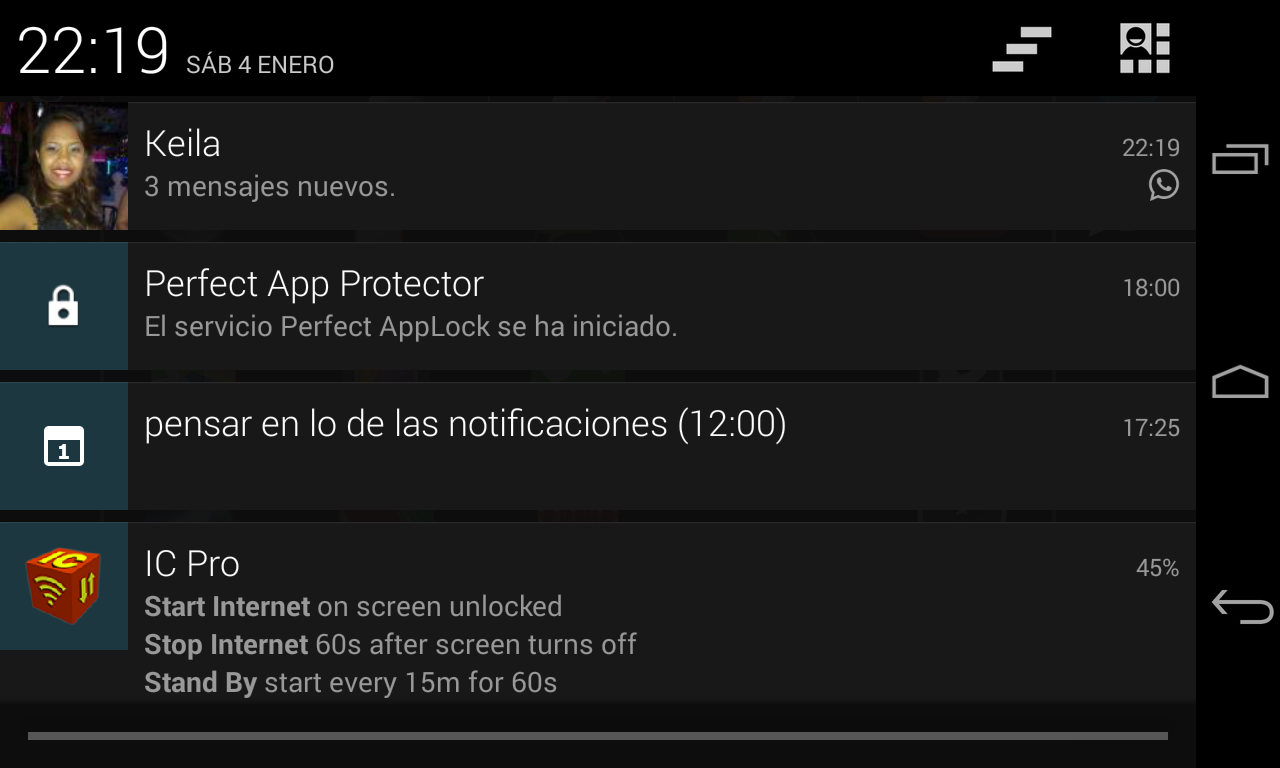 22:19 SÁB 4 ENERO
Keila 22:19
3 mensajes nuevos.
Perfect App Protector 18:00
El servicio Perfect AppLock se ha iniciado.
1 pensar en lo de las notificaciones (12:00) 17:25
IC IC Pro 45%
Start Internet on screen unlocked
Stop Internet 60s after screen turns off
Stand By start every 15m for 60s